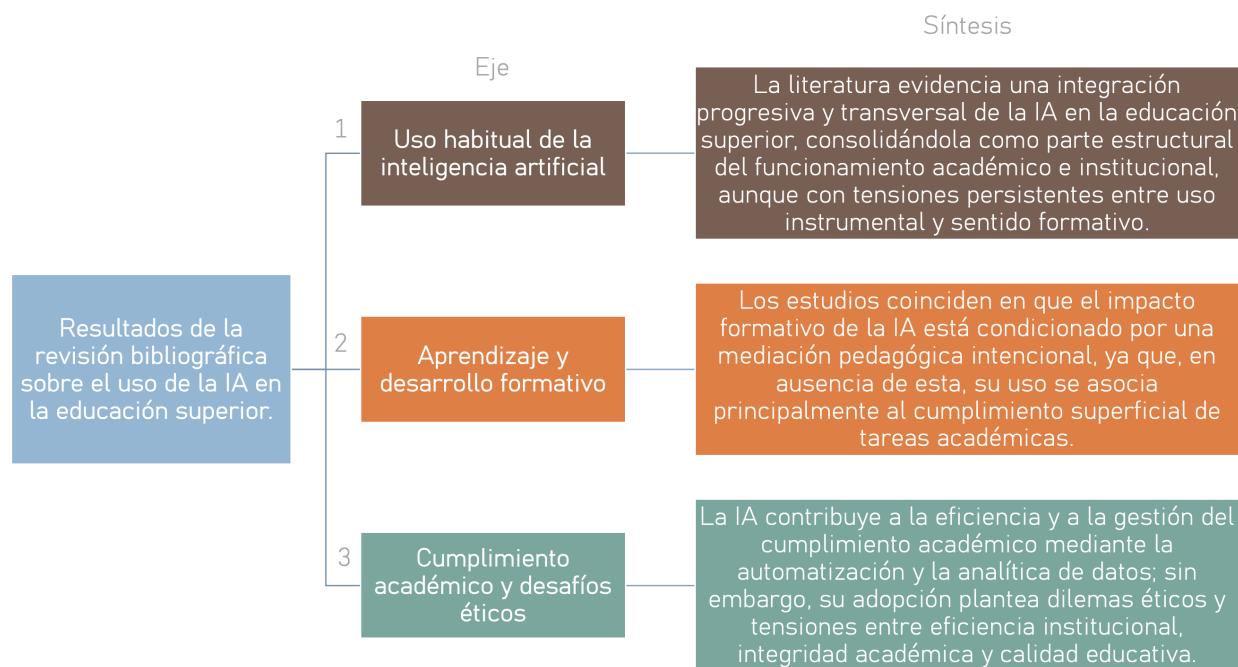 Síntesis
Eje
1
Uso habitual de la
inteligencia artificial
La literatura evidencia una integración
progresiva y transversal de la IA en la educación
superior, consolidándola como parte estructural
del funcionamiento académico e institucional,
aunque con tensiones persistentes entre uso
instrumental y sentido formativo.
Resultados de la
revisión bibliográfica
sobre el uso de la IA en
la educación superior.
2
Aprendizaje y
desarrollo formativo
Los estudios coinciden en que el impacto
formativo de la IA está condicionado por una
mediación pedagógica intencional, ya que, en
ausencia de esta, su uso se asocia
principalmente al cumplimiento superficial de
tareas académicas.
3
Cumplimiento
académico y desafíos
éticos
La IA contribuye a la eficiencia y a la gestión del
cumplimiento académico mediante la
automatización y la analítica de datos; sin
embargo, su adopción plantea dilemas éticos y
tensiones entre eficiencia institucional,
integridad académica y calidad educativa.